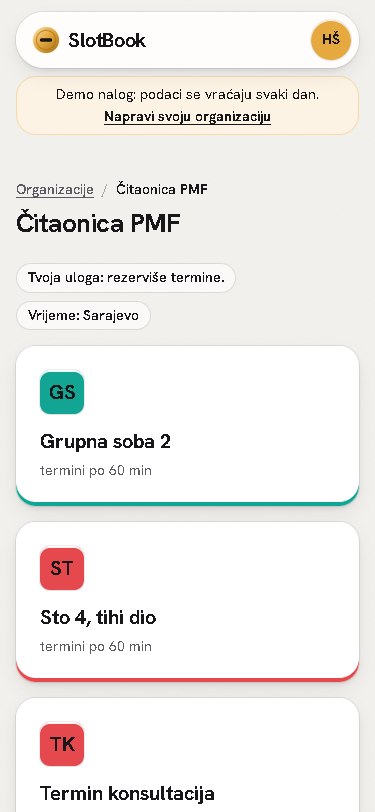 SlotBook
HŠ
Demo nalog: podaci se vraćaju svaki dan.
Napravi svoju organizaciju
Organizacije / Čitaonica PMF
Čitaonica PMF
Tvoja uloga: rezerviše termine.
Vrijeme: Sarajevo
GS
Grupna soba 2
termini po 60 min
ST
Sto 4, tihi dio
termini po 60 min
TK
Termin konsultacija